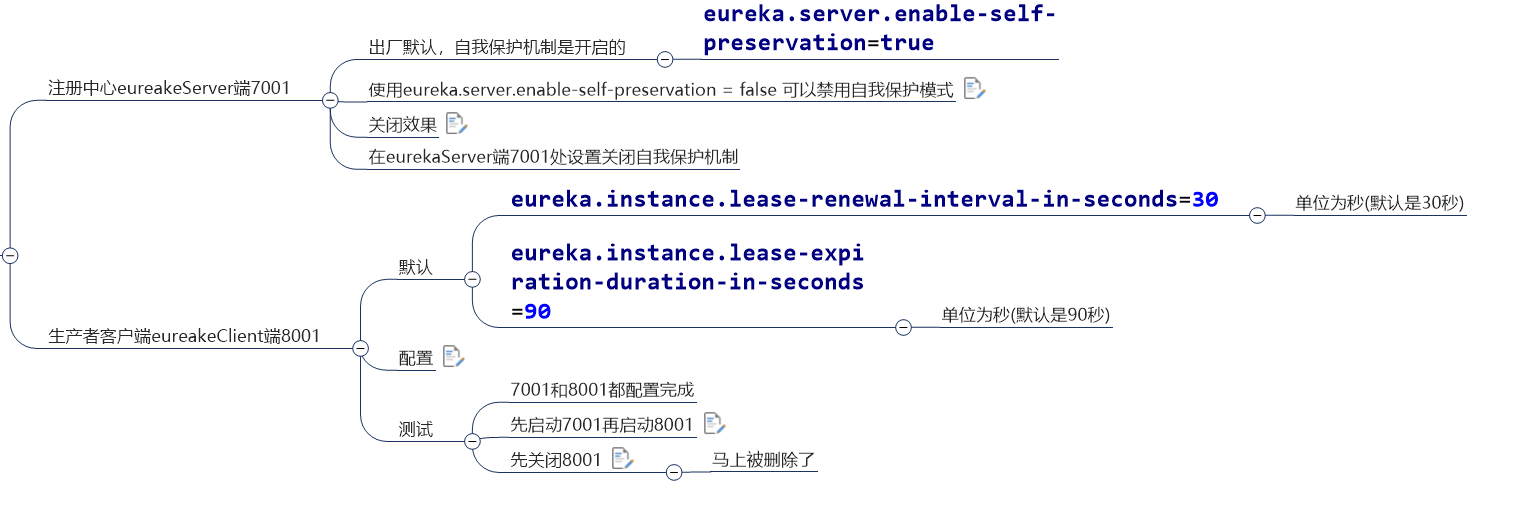 eureka.server.enable-self-
preservation=true
出厂默认，自我保护机制是开启的
注册中心eureakeServer端7001
使用eureka.server.enable-self-preservation = false 可以禁用自我保护模式
关闭效果
在eurekaServer端7001处设置关闭自我保护机制
eureka.instance.lease-renewal-interval-in-seconds=30
单位为秒(默认是30秒)
默认
eureka.instance.lease-expi
ration-duration-in-seconds
=90
单位为秒(默认是90秒)
生产者客户端eureakeClient端8001
配置
7001和8001都配置完成
测试
先启动7001再启动8001
先关闭8001
马上被删除了